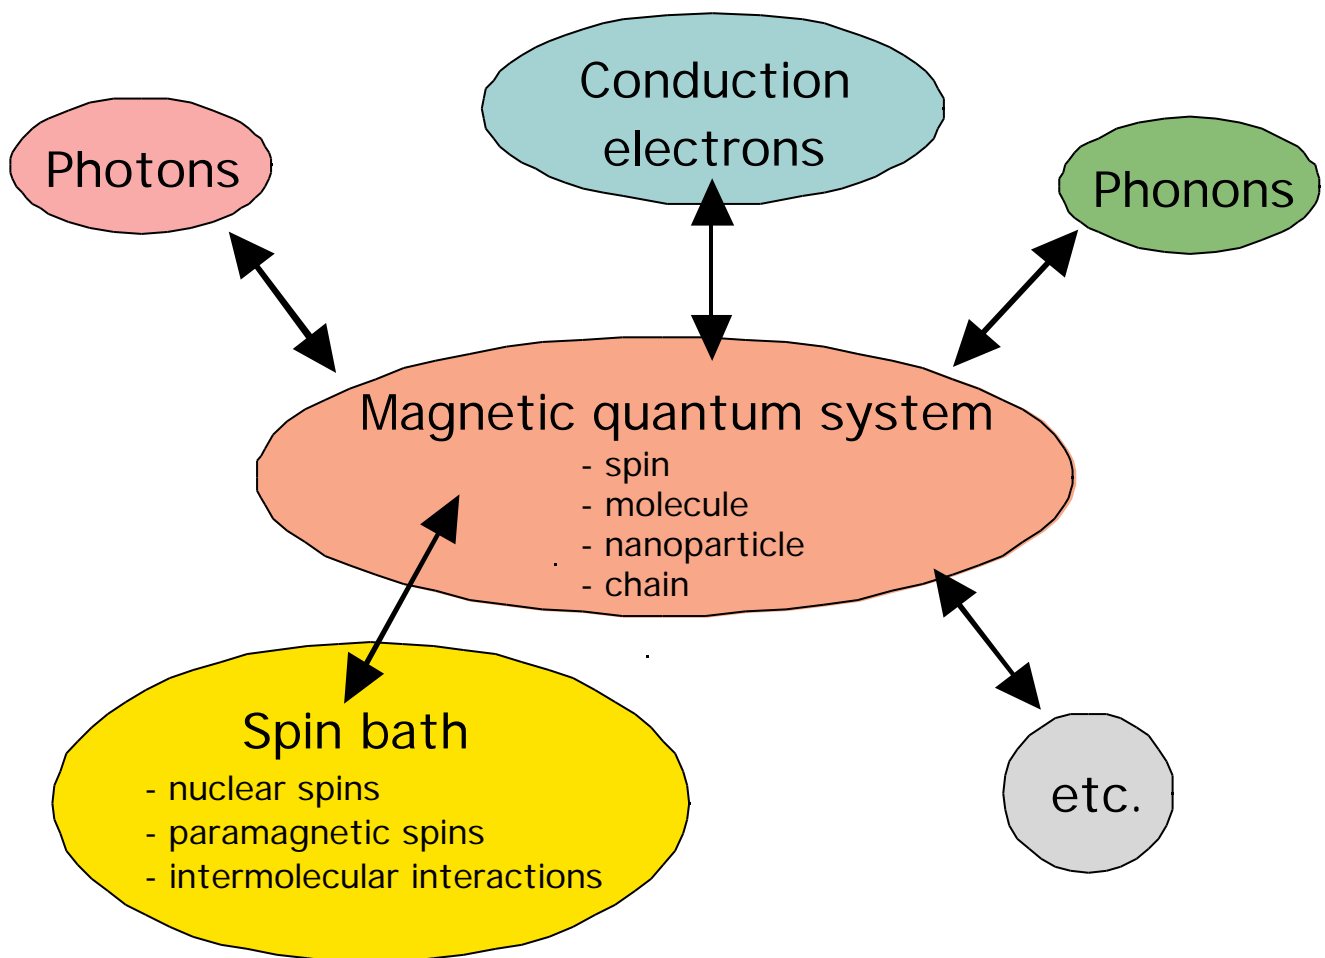 Conduction
electrons
Photons
Phonons
Magnetic quantum system
- spin
- molecule
- nanoparticle
- chain
Spin bath
- nuclear spins
- paramagnetic spins
- intermolecular interactions
etc.